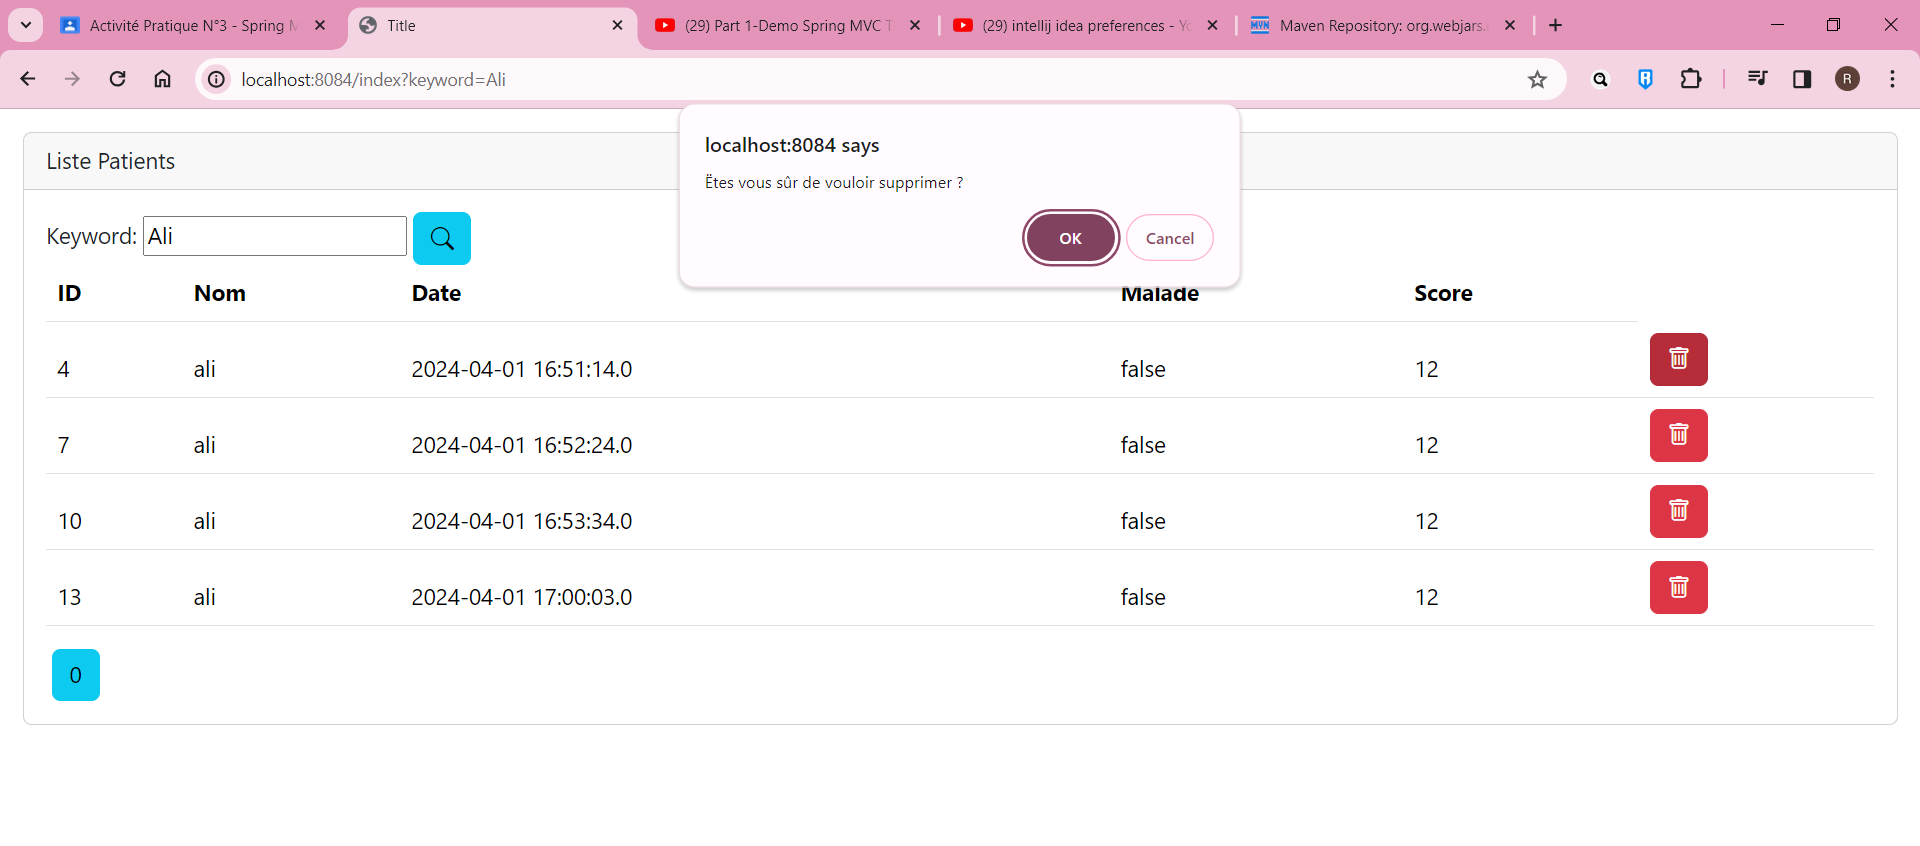 Activité Pratique N°3 - Spring M
Title
(29) Part 1-Demo Spring MVC T
(29) intellij idea preferences - Yo
Maven Repository: org.webjars.
localhost:8084/index?keyword=Ali
R
localhost:8084 says
Ëtes vous sûr de vouloir supprimer ?
OK
Cancel
Liste Patients
Keyword: Ali
ID Nom Date Malade Score
4 ali 2024-04-01 16:51:14.0 false 12
7 ali 2024-04-01 16:52:24.0 false 12
10 ali 2024-04-01 16:53:34.0 false 12
13 ali 2024-04-01 17:00:03.0 false 12
0